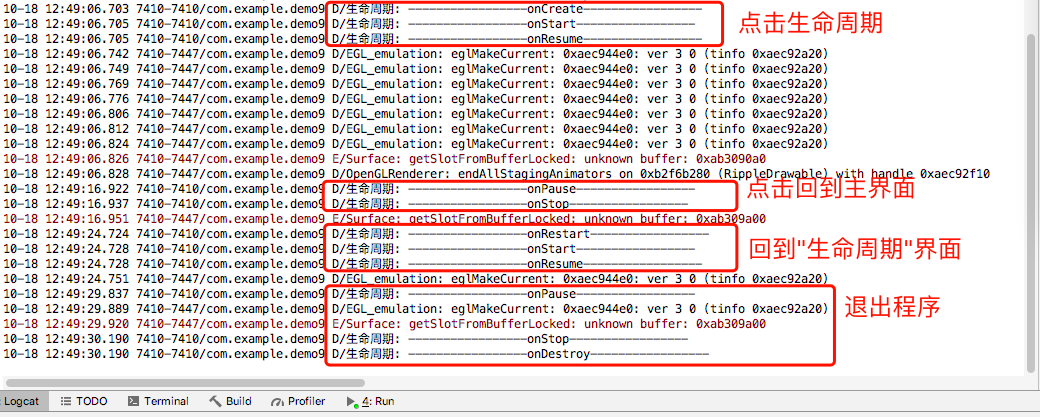 10-18 12:49:06.703 7410-7410/com.example.demo9 D/生命周期: ——————————onCreate——————————
点击生命周期
10-18 12:49:06.704 7410-7410/com.example.demo9 D/生命周期: ——————————onStart——————————
10-18 12:49:06.705 7410-7410/com.example.demo9 D/生命周期: ——————————onResume——————————
10-18 12:49:06.742 7410-7447/com.example.demo9 D/EGL_emulation: eglMakeCurrent: 0xaec944e0: ver 3 0 (tinfo 0xaec92a20)
10-18 12:49:06.749 7410-7447/com.example.demo9 D/EGL_emulation: eglMakeCurrent: 0xaec944e0: ver 3 0 (tinfo 0xaec92a20)
10-18 12:49:06.769 7410-7447/com.example.demo9 D/EGL_emulation: eglMakeCurrent: 0xaec944e0: ver 3 0 (tinfo 0xaec92a20)
10-18 12:49:06.776 7410-7447/com.example.demo9 D/EGL_emulation: eglMakeCurrent: 0xaec944e0: ver 3 0 (tinfo 0xaec92a20)
10-18 12:49:06.806 7410-7447/com.example.demo9 D/EGL_emulation: eglMakeCurrent: 0xaec944e0: ver 3 0 (tinfo 0xaec92a20)
10-18 12:49:06.812 7410-7447/com.example.demo9 D/EGL_emulation: eglMakeCurrent: 0xaec944e0: ver 3 0 (tinfo 0xaec92a20)
10-18 12:49:06.824 7410-7447/com.example.demo9 D/EGL_emulation: eglMakeCurrent: 0xaec944e0: ver 3 0 (tinfo 0xaec92a20)
10-18 12:49:06.826 7410-7447/com.example.demo9 E/Surface: getSlotFromBufferLocked: unknown buffer: 0xab3090a0
10-18 12:49:06.828 7410-7447/com.example.demo9 D/OpenGLRenderer: endAllStagingAnimators on 0xb2f6b280 (RippleDrawable) with handle 0xaec92f10
10-18 12:49:16.922 7410-7410/com.example.demo9 D/生命周期: ——————————onPause——————————
点击回到主界面
10-18 12:49:16.937 7410-7410/com.example.demo9 D/生命周期: ——————————onStop——————————
10-18 12:49:16.951 7410-7447/com.example.demo9 E/Surface: getSlotFromBufferLocked: unknown buffer: 0xab309a00
10-18 12:49:24.724 7410-7410/com.example.demo9 D/生命周期: ——————————onRestart——————————
10-18 12:49:24.728 7410-7410/com.example.demo9 D/生命周期: ——————————onStart——————————
回到"生命周期"界面
10-18 12:49:24.728 7410-7410/com.example.demo9 D/生命周期: ——————————onResume——————————
10-18 12:49:24.751 7410-7447/com.example.demo9 D/EGL_emulation: eglMakeCurrent: 0xaec944e0: ver 3 0 (tinfo 0xaec92a20)
10-18 12:49:29.837 7410-7410/com.example.demo9 D/生命周期: ——————————onPause——————————
10-18 12:49:29.889 7410-7447/com.example.demo9 D/EGL_emulation: eglMakeCurrent: 0xaec944e0: ver 3 0 (tinfo 0xaec92a20)
退出程序
10-18 12:49:29.920 7410-7447/com.example.demo9 E/Surface: getSlotFromBufferLocked: unknown buffer: 0xab309a00
10-18 12:49:30.190 7410-7410/com.example.demo9 D/生命周期: ——————————onStop——————————
10-18 12:49:30.190 7410-7410/com.example.demo9 D/生命周期: ——————————onDestroy——————————
: Logcat TODO Terminal Build Profiler 4: Run